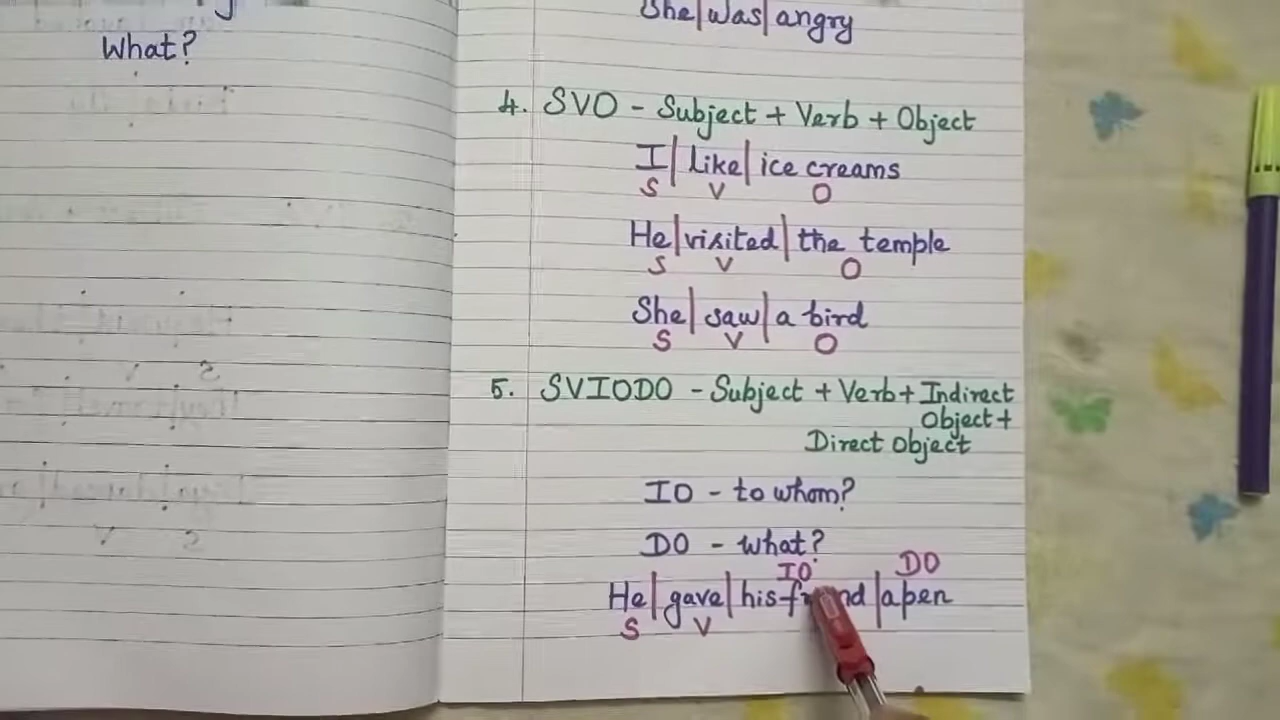 What?
She|was|angry
4. SVO - Subject + Verb + Object
I| like| ice creams
S V O
He|visited| the temple
S V O
She| saw| a bird
S V O
5. SVIODO - Subject + Verb + Indirect
Object +
Direct Object
IO - to whom?
DO - what?
IO DO
He| gave| his |a pen
S V